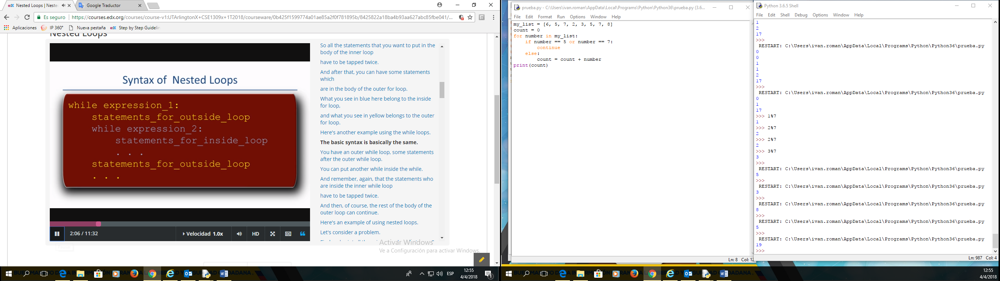 Nested Loops | Neste
Google Traductor
Es seguro
https://courses.edx.org/courses/course-v1:UTArlingtonX+CSE1309x+1T2018/courseware/0b425f1599774a01ae85a2f0f781895b/8425822a18ba4b93aa627abc85fbe041/...
Aplicaciones
IP 360°
Nueva pestaña
edX Step by Step Guidelin
Nested Loops
Syntax of Nested Loops
while expression_1:
statements_for_outside_loop
while expression_2:
statements_for_inside_loop
. . .
statements_for_outside_loop
. . .
2:06 / 11:32
Velocidad 1.0x
HD
CC
So all the statements that you want to put in the
body of the inner loop
have to be tapped twice.
And after that, you can have some statements
which
are in the body of the outer for loop.
What you see in blue here belong to the inside
for loop,
and what you see in yellow belongs to the outer
for loop.
Here's another example using the while loops.
The basic syntax is basically the same.
You have an outer while loop, some statements
after the outer while loop.
You can put another while inside the while.
And remember, again, that the statements who
are inside the inner while loop
have to be tapped twice.
And then, of course, the rest of the body of the
outer loop can continue.
Here's an example of using nested loops.
Let's consider a problem.
Activar Windows
Ve a Configuración para activar Windows.
ESP
12:55
4/4/2018
prueba.py - C:\Users\ivan.roman\AppData\Local\Programs\Python\Python36\prueba.py (3.6...
File Edit Format Run Options Window Help
my_list = [6, 5, 7, 2, 3, 5, 7, 8]
count = 0
for number in my_list:
    if number == 5 or number == 7:
        continue
    else:
        count = count + number
print(count)
Ln: 8 Col: 12
Python 3.6.5 Shell
File Edit Shell Debug Options Window Help
1
2
17
>>>
RESTART: C:\Users\ivan.roman\AppData\Local\Programs\Python\Python36\prueba.py
0
0
1
1
2
17
>>>
RESTART: C:\Users\ivan.roman\AppData\Local\Programs\Python\Python36\prueba.py
0
1
17
>>> 1%7
1
>>> 2%7
2
>>> 2%7
2
>>> 3%7
3
>>>
RESTART: C:\Users\ivan.roman\AppData\Local\Programs\Python\Python36\prueba.py
5
>>>
RESTART: C:\Users\ivan.roman\AppData\Local\Programs\Python\Python36\prueba.py
3
>>>
RESTART: C:\Users\ivan.roman\AppData\Local\Programs\Python\Python36\prueba.py
8
>>>
RESTART: C:\Users\ivan.roman\AppData\Local\Programs\Python\Python36\prueba.py
5
>>>
RESTART: C:\Users\ivan.roman\AppData\Local\Programs\Python\Python36\prueba.py
19
>>>
Ln: 987 Col: 4
12:55
4/4/2018